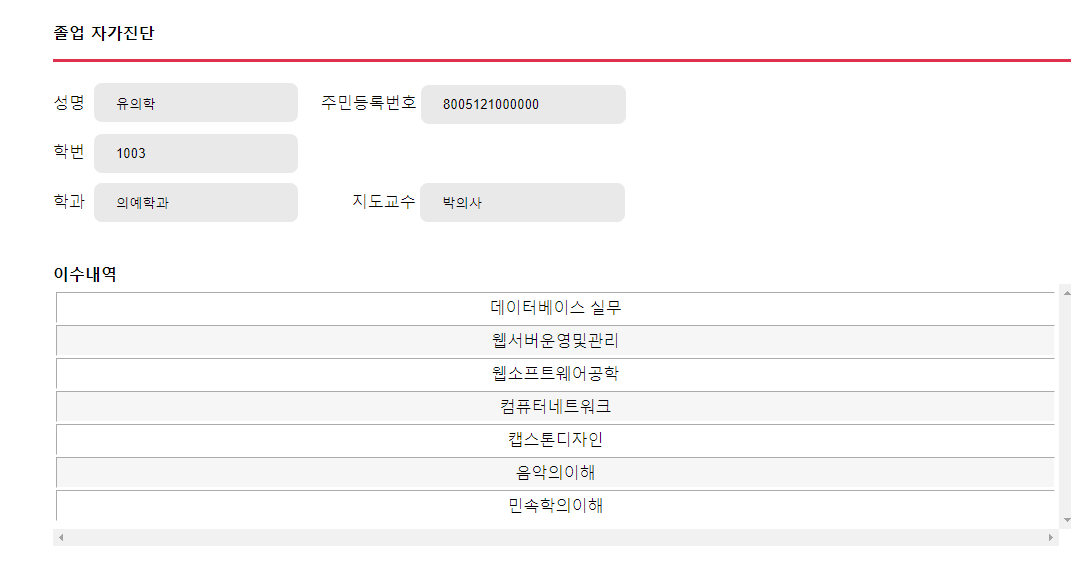 졸업 자가진단
성명 유의학 주민등록번호 8005121000000
학번 1003
학과 의예학과 지도교수 박의사
이수내역
데이터베이스 실무
웹서버운영및관리
웹소프트웨어공학
컴퓨터네트워크
캡스톤디자인
음악의이해
민속학의이해